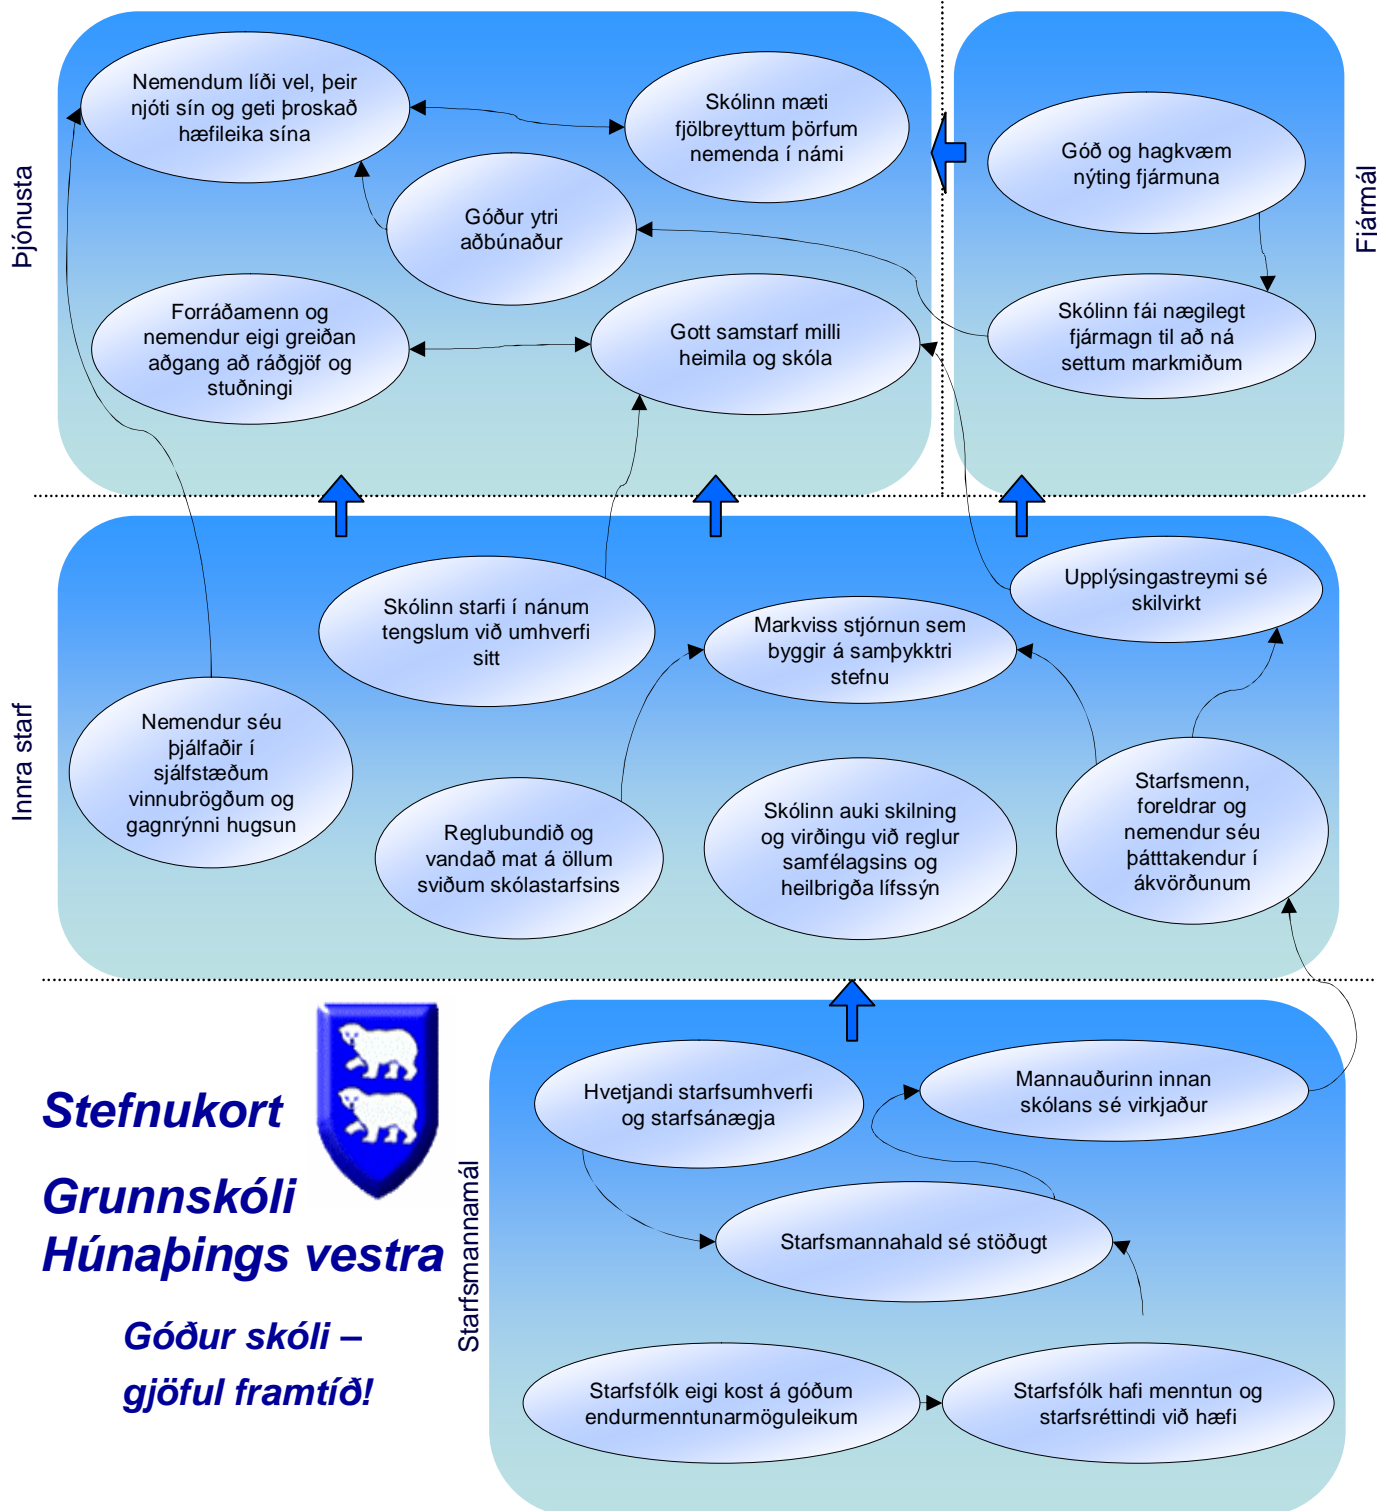 Þjónusta
Nemendum líði vel, þeir
njóti sín og geti þroskað
hæfileika sína
Skólinn mæti
fjölbreyttum þörfum
nemenda í námi
Góður ytri
aðbúnaður
Forráðamenn og
nemendur eigi greiðan
aðgang að ráðgjöf og
stuðningi
Gott samstarf milli
heimila og skóla
Fjármál
Góð og hagkvæm
nýting fjármuna
Skólinn fái nægilegt
fjármagn til að ná
settum markmiðum
Innra starf
Skólinn starfi í nánum
tengslum við umhverfi
sitt
Markviss stjórnun sem
byggir á samþykktri
stefnu
Upplýsingastreymi sé
skilvirkt
Nemendur séu
þjálfaðir í
sjálfstæðum
vinnubrögðum og
gagnrýnni hugsun
Reglubundið og
vandað mat á öllum
sviðum skólastarfsins
Skólinn auki skilning
og virðingu við reglur
samfélagsins og
heilbrigða lífssýn
Starfsmenn,
foreldrar og
nemendur séu
þátttakendur í
ákvörðunum
Stefnukort
Grunnskóli
Húnaþings vestra
Góður skóli –
gjöful framtíð!
Starfsmannamál
Hvetjandi starfsumhverfi
og starfsánægja
Mannauðurinn innan
skólans sé virkjaður
Starfsmannahald sé stöðugt
Starfsfólk eigi kost á góðum
endurmenntunarmöguleikum
Starfsfólk hafi menntun og
starfsréttindi við hæfi